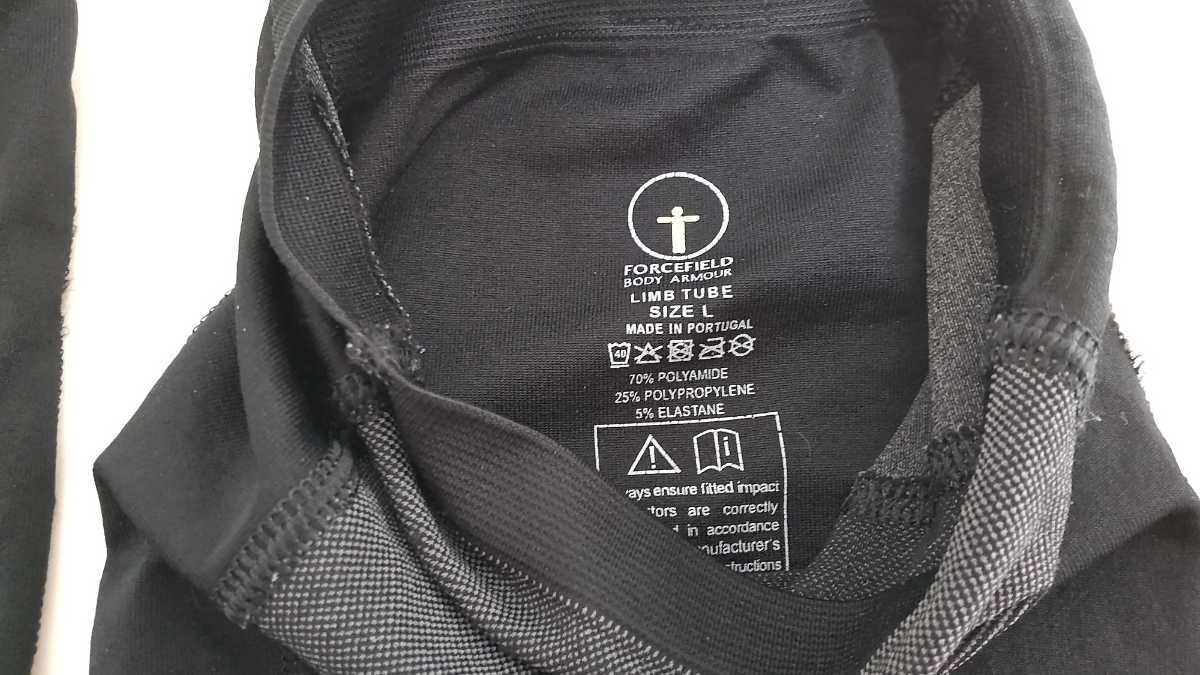 FORCEFIELD
BODY ARMOUR
LIMB TUBE
SIZE L
MADE IN PORTUGAL
40
70% POLYAMIDE
25% POLYPROPYLENE
5% ELASTANE
ensure fitted impact
are correctly
in accordance